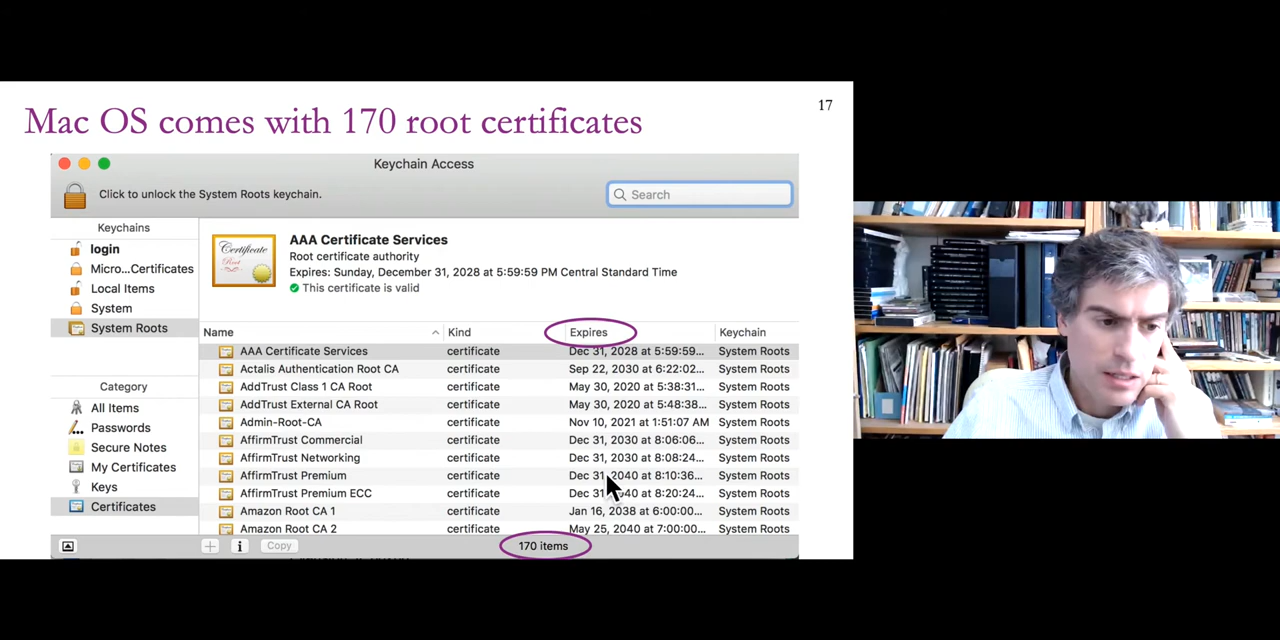 17
Mac OS comes with 170 root certificates
Keychain Access
Click to unlock the System Roots keychain.
Search
Keychains
login
Micro...Certificates
Local Items
System
System Roots
Category
All Items
Passwords
Secure Notes
My Certificates
Keys
Certificates
Certificate
Root
AAA Certificate Services
Root certificate authority
Expires: Sunday, December 31, 2028 at 5:59:59 PM Central Standard Time
This certificate is valid
Name Kind Expires Keychain
AAA Certificate Services certificate Dec 31, 2028 at 5:59:59... System Roots
Actalis Authentication Root CA certificate Sep 22, 2030 at 6:22:02... System Roots
AddTrust Class 1 CA Root certificate May 30, 2020 at 5:38:31... System Roots
AddTrust External CA Root certificate May 30, 2020 at 5:48:38... System Roots
Admin-Root-CA certificate Nov 10, 2021 at 1:51:07 AM System Roots
AffirmTrust Commercial certificate Dec 31, 2030 at 8:06:06... System Roots
AffirmTrust Networking certificate Dec 31, 2030 at 8:08:24... System Roots
AffirmTrust Premium certificate Dec 31, 2040 at 8:10:36... System Roots
AffirmTrust Premium ECC certificate Dec 31, 2040 at 8:20:24... System Roots
Amazon Root CA 1 certificate Jan 16, 2038 at 6:00:00... System Roots
Amazon Root CA 2 certificate May 25, 2040 at 7:00:00... System Roots
Copy
170 items